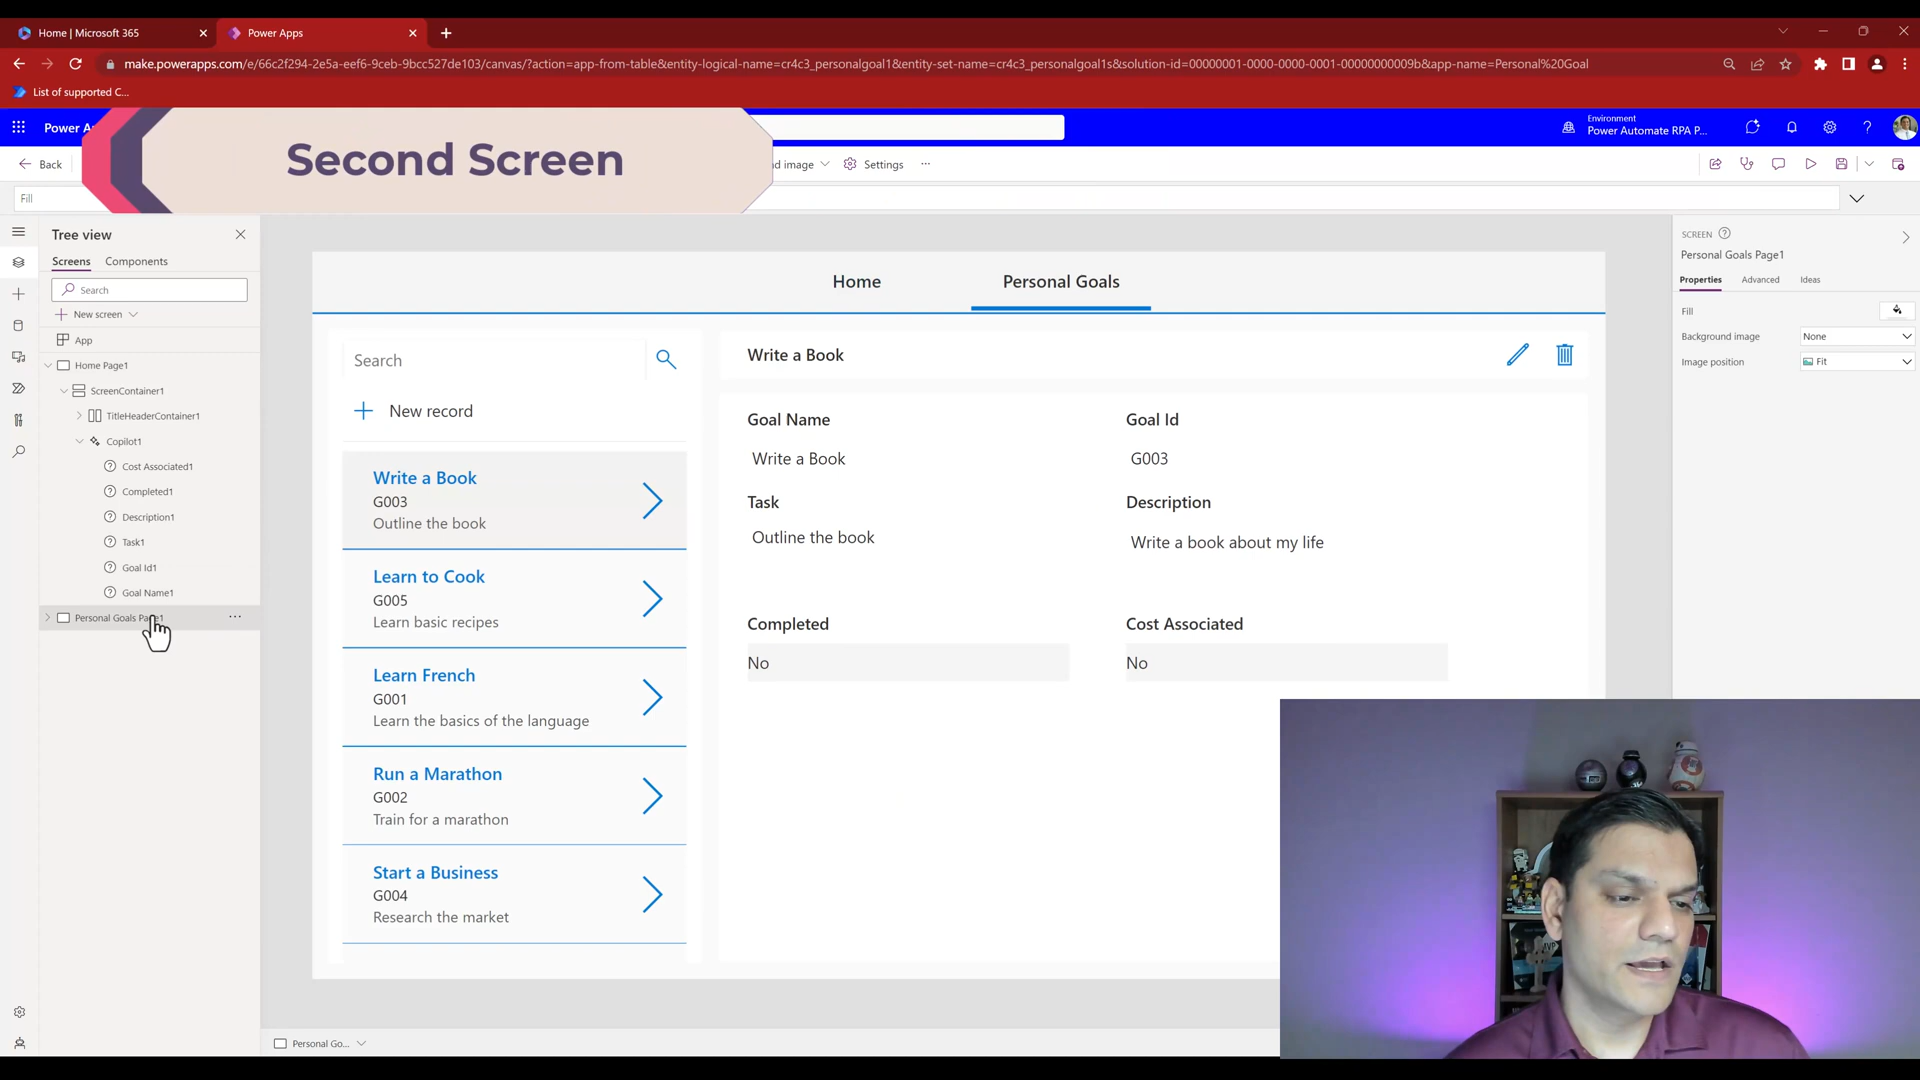 Home | Microsoft 365
Power Apps
make.powerapps.com/e/66c2f294-2e5a-eef6-9ceb-9bcc527de103/canvas/?action=app-from-table&entity-logical-name=cr4c3_personalgoal1&entity-set-name=cr4c3_personalgoal1s&solution-id=00000001-0000-0000-0001-00000000009b&app-name=Personal%20Goal
List of supported C...
Power A
Second Screen
Environment
Power Automate RPA P...
Back
d image
Settings
Fill
Tree view
Screens
Components
Search
New screen
App
Home Page1
ScreenContainer1
TitleHeaderContainer1
Copilot1
Cost Associated1
Completed1
Description1
Task1
Goal Id1
Goal Name1
Personal Goals Page1
Home
Personal Goals
Search
New record
Write a Book
G003
Outline the book
Learn to Cook
G005
Learn basic recipes
Learn French
G001
Learn the basics of the language
Run a Marathon
G002
Train for a marathon
Start a Business
G004
Research the market
Write a Book
Goal Name
Goal Id
Write a Book
G003
Task
Description
Outline the book
Write a book about my life
Completed
Cost Associated
No
No
SCREEN
Personal Goals Page1
Properties
Advanced
Ideas
Fill
Background image
None
Image position
Fit
Personal Go...